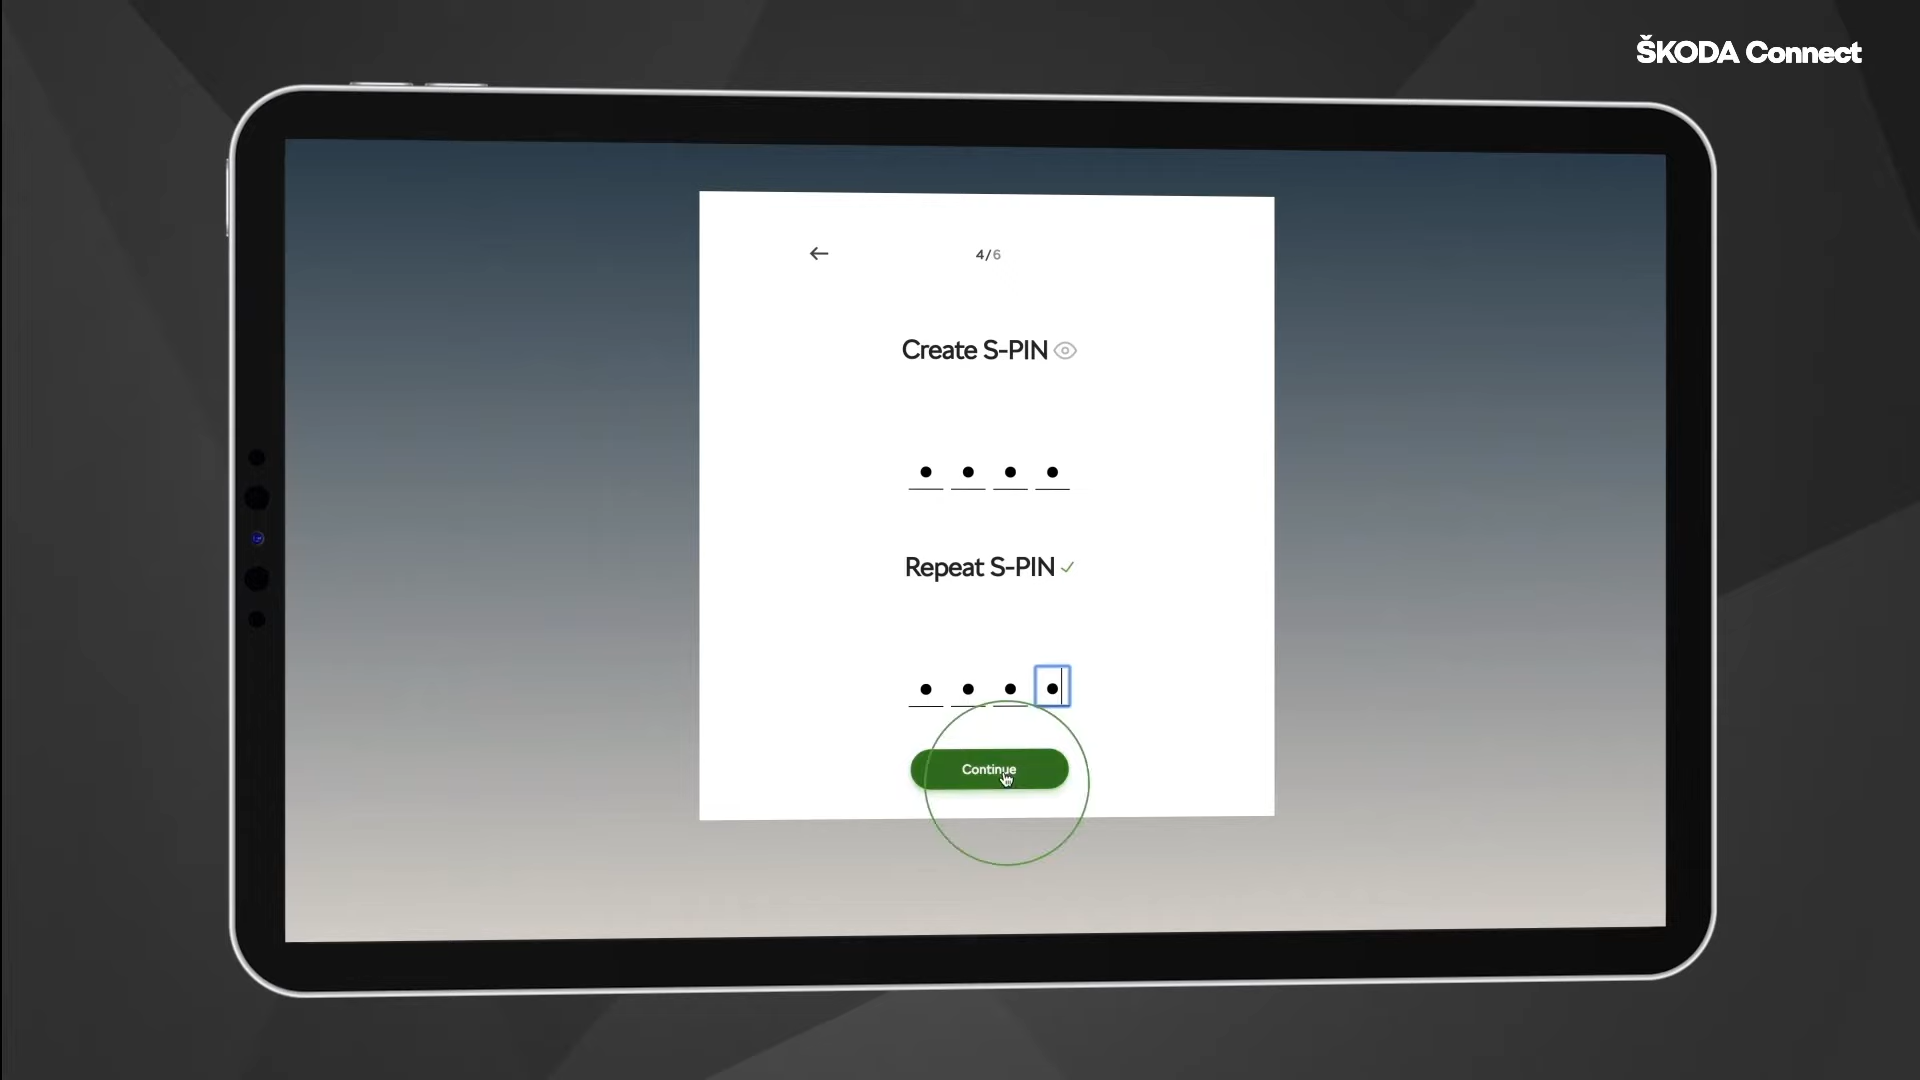 ŠKODA Connect
4/6
Create S-PIN
Repeat S-PIN
Continue